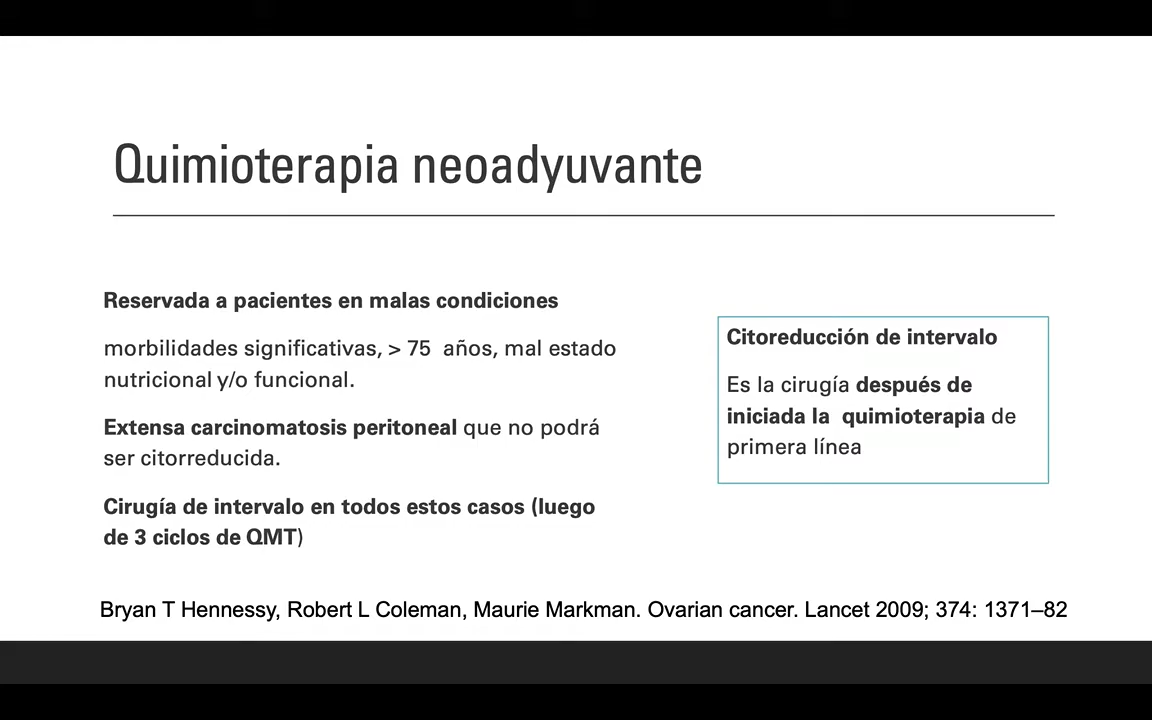 Quimioterapia neoadyuvante
Reservada a pacientes en malas condiciones
morbilidades significativas, > 75 años, mal estado
nutricional y/o funcional.
Extensa carcinomatosis peritoneal que no podrá
ser citorreducida.
Cirugía de intervalo en todos estos casos (luego
de 3 ciclos de QMT)
Citoreducción de intervalo
Es la cirugía después de
iniciada la quimioterapia de
primera línea
Bryan T Hennessy, Robert L Coleman, Maurie Markman. Ovarian cancer. Lancet 2009; 374: 1371–82